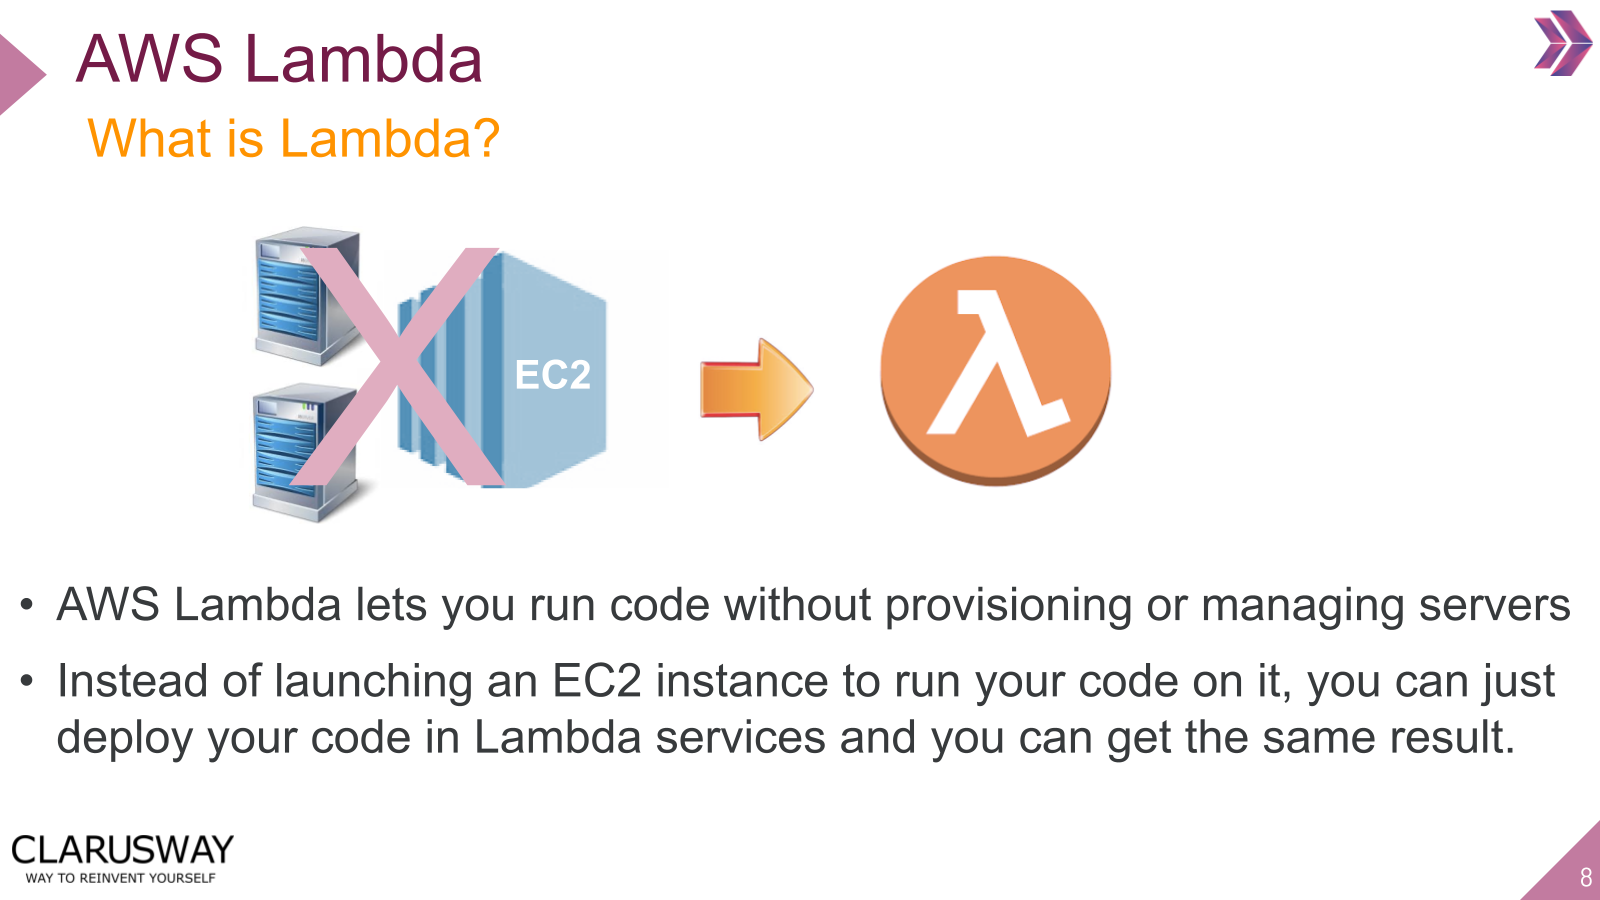 AWS Lambda
What is Lambda?
EC2
• AWS Lambda lets you run code without provisioning or managing servers
• Instead of launching an EC2 instance to run your code on it, you can just
deploy your code in Lambda services and you can get the same result.
CLARUSWAY
WAY TO REINVENT YOURSELF
8